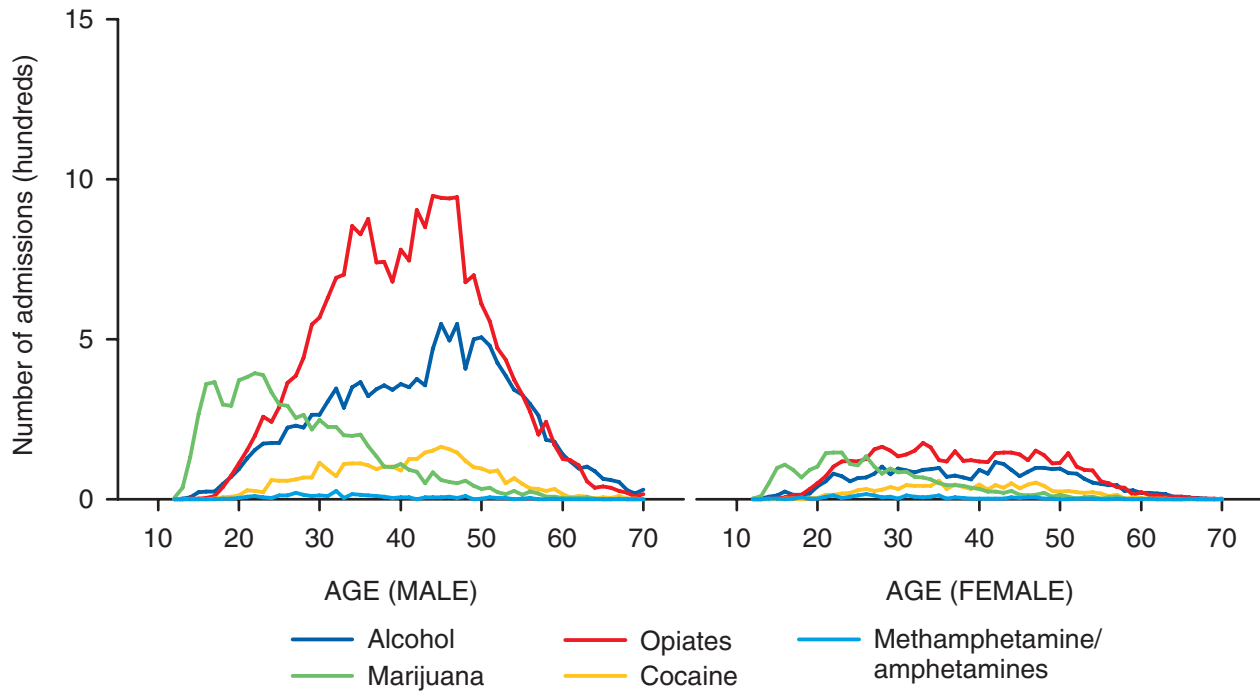 Number of admissions (hundreds)
15
10
5
0
10 20 30 40 50 60 70
10 20 30 40 50 60 70
AGE (MALE)
AGE (FEMALE)
Alcohol
Opiates
Methamphetamine/
amphetamines
Marijuana
Cocaine